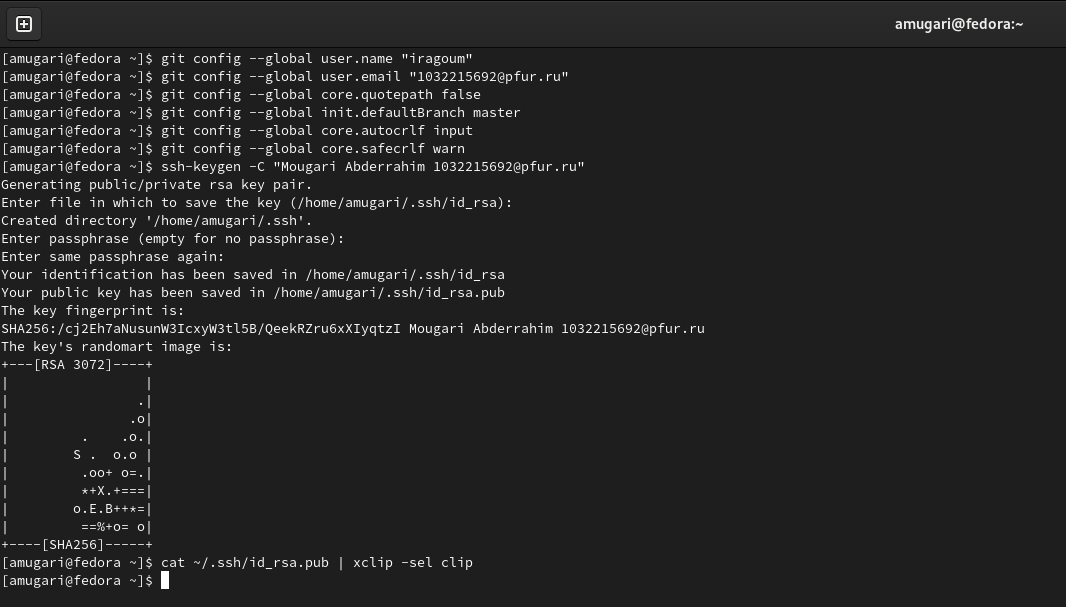 amugari@fedora:~
[amugari@fedora ~]$ git config --global user.name "iragoum"
[amugari@fedora ~]$ git config --global user.email "1032215692@pfur.ru"
[amugari@fedora ~]$ git config --global core.quotepath false
[amugari@fedora ~]$ git config --global init.defaultBranch master
[amugari@fedora ~]$ git config --global core.autocrlf input
[amugari@fedora ~]$ git config --global core.safecrlf warn
[amugari@fedora ~]$ ssh-keygen -C "Mougari Abderrahim 1032215692@pfur.ru"
Generating public/private rsa key pair.
Enter file in which to save the key (/home/amugari/.ssh/id_rsa):
Created directory '/home/amugari/.ssh'.
Enter passphrase (empty for no passphrase):
Enter same passphrase again:
Your identification has been saved in /home/amugari/.ssh/id_rsa
Your public key has been saved in /home/amugari/.ssh/id_rsa.pub
The key fingerprint is:
SHA256:/cj2Eh7aNusunW3IcxyW3tl5B/QeekRZru6xXIyqtzI Mougari Abderrahim 1032215692@pfur.ru
The key's randomart image is:
+---[RSA 3072]----+
|                 |
|                .|
|               .o|
|         .    .o.|
|        S .  o.o |
|         .oo+ o=.|
|         *+X.+===|
|        o.E.B++*=|
|         ==%+o= o|
+----[SHA256]-----+
[amugari@fedora ~]$ cat ~/.ssh/id_rsa.pub | xclip -sel clip
[amugari@fedora ~]$